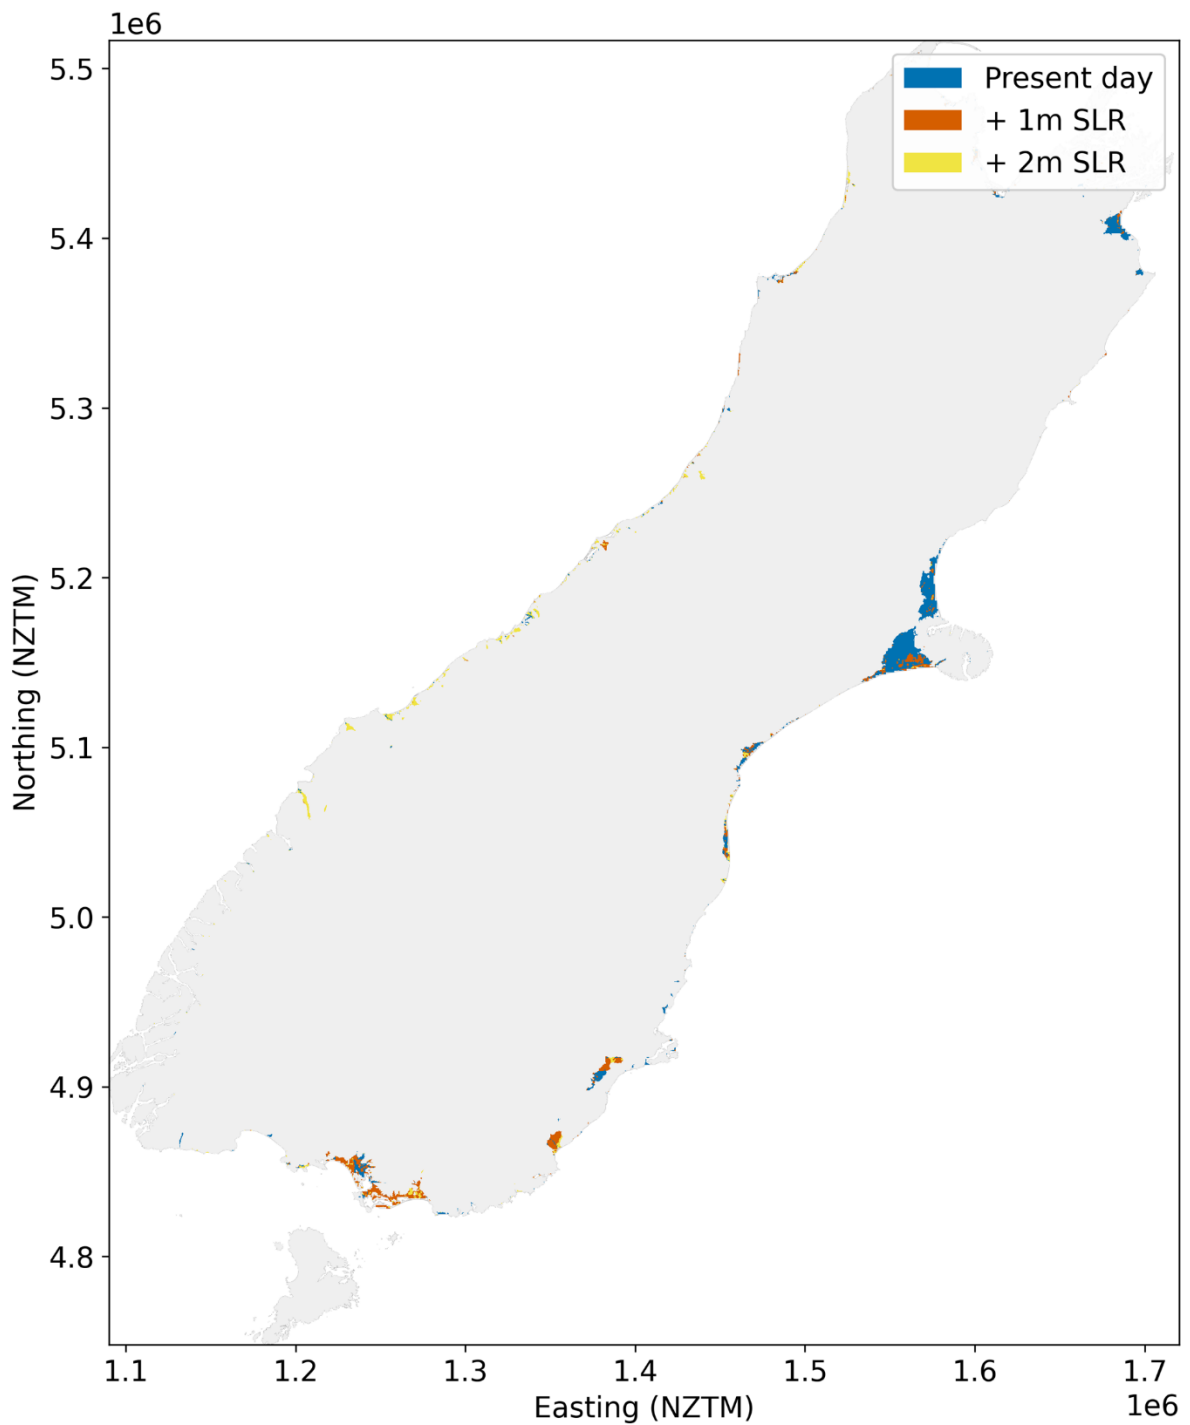 1e6
Present day
+ 1m SLR
+ 2m SLR
5.5
5.4
5.3
5.2
5.1
5.0
4.9
4.8
Northing (NZTM)
1.1 1.2 1.3 1.4 1.5 1.6 1.7
Easting (NZTM)
1e6